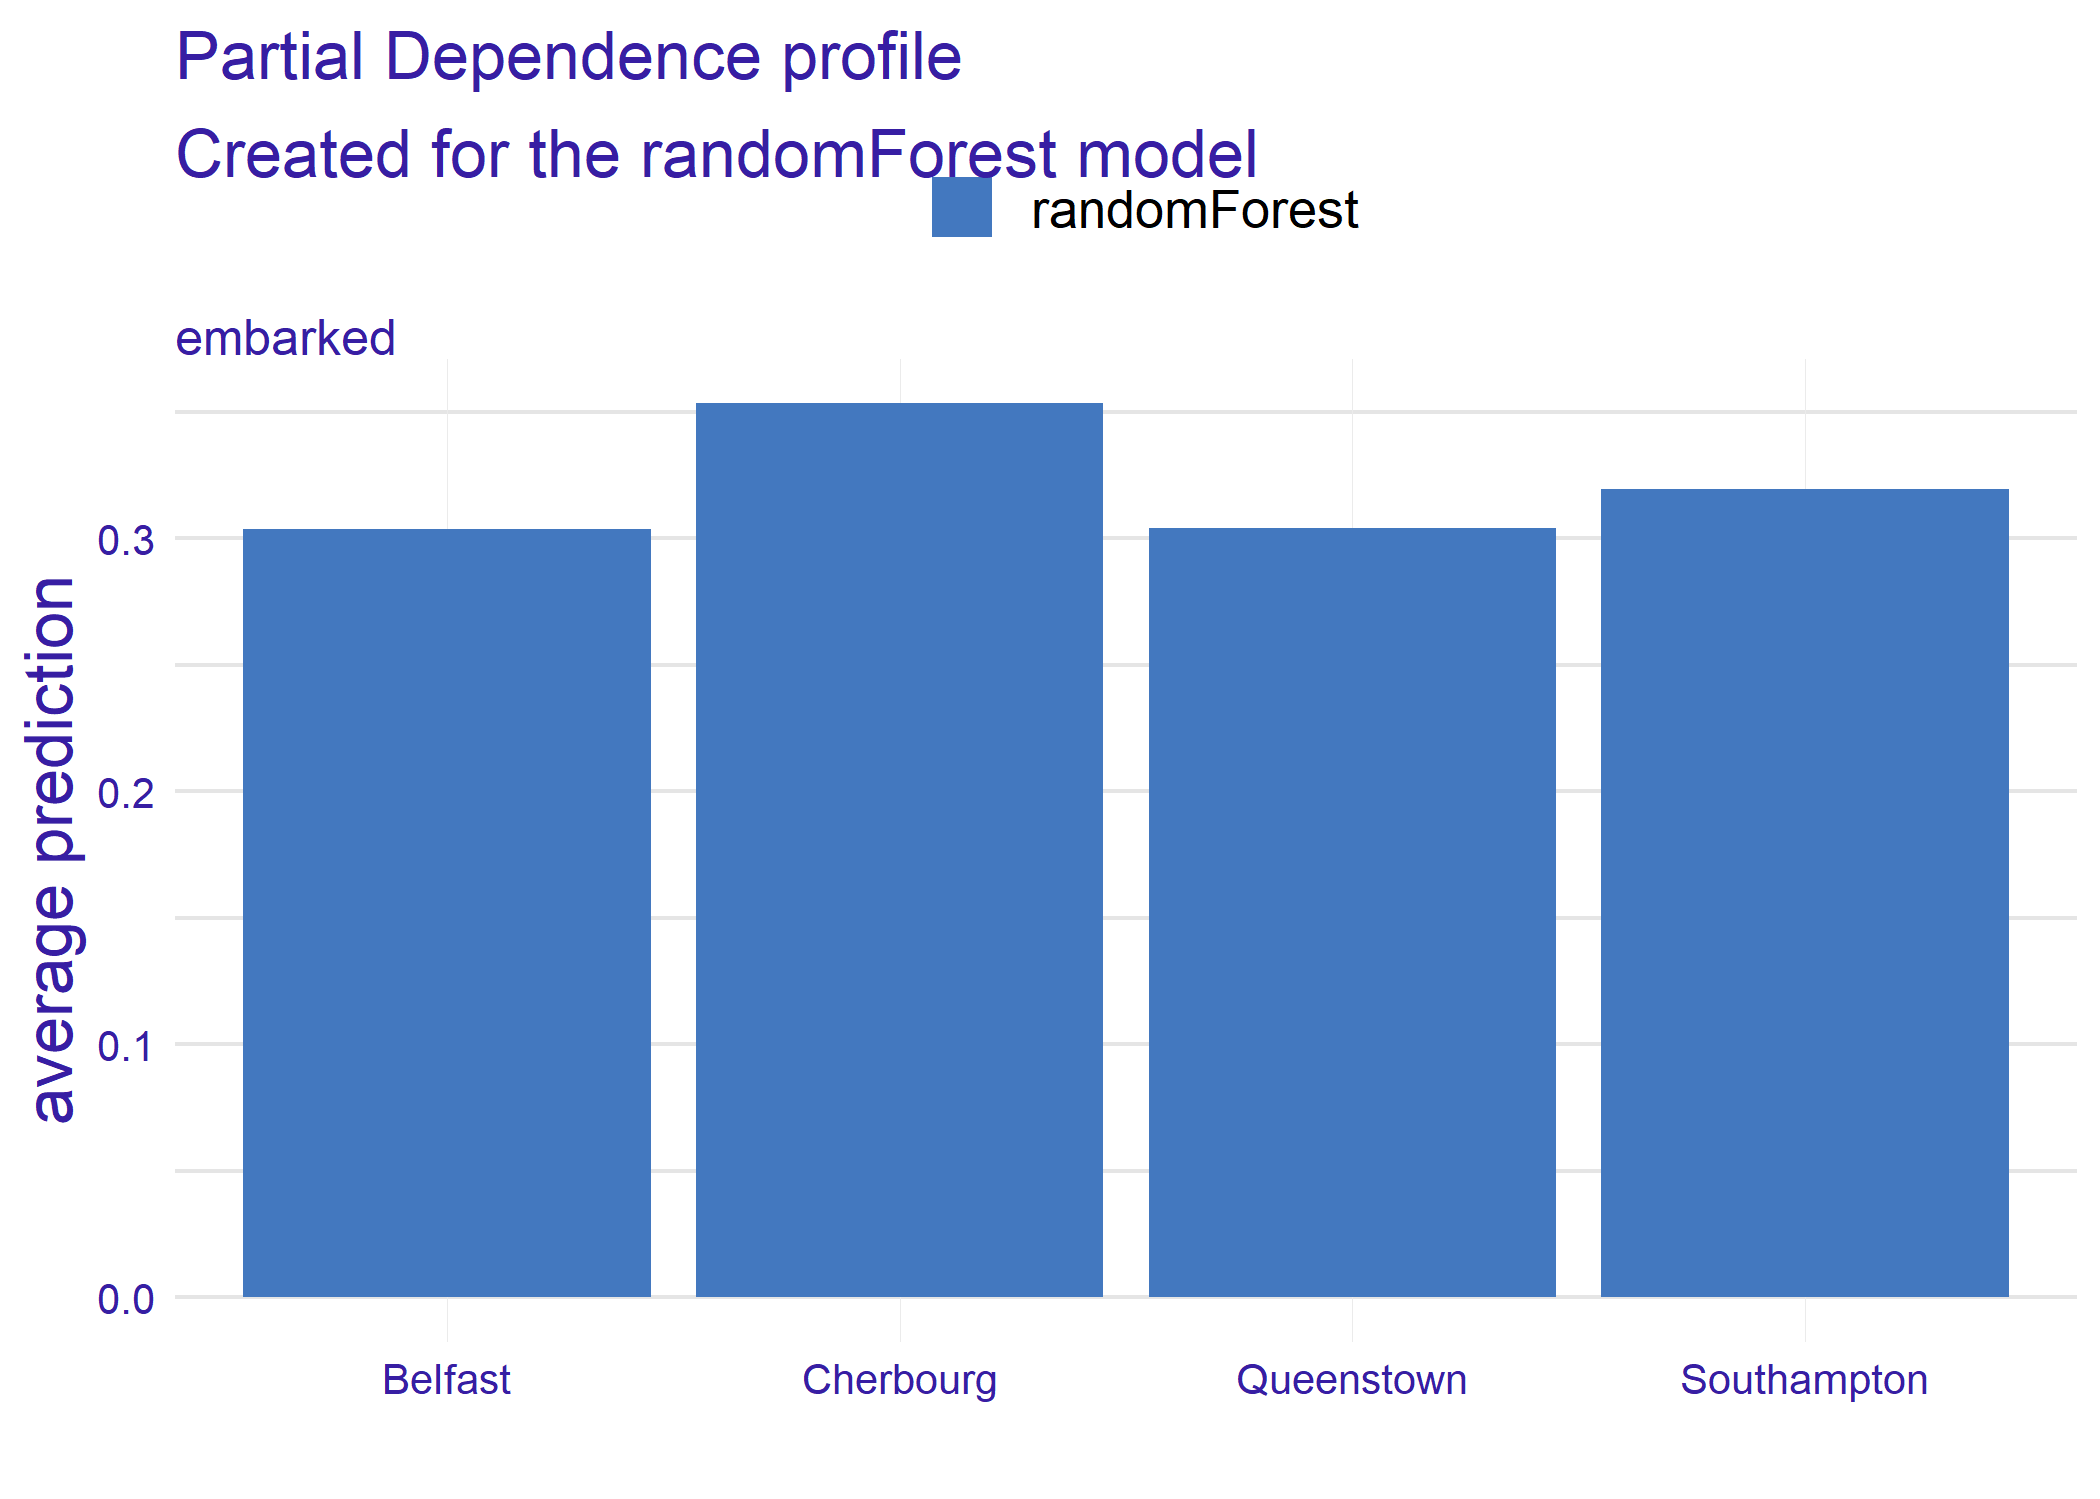 Partial Dependence profile
Created for the randomForest model
randomForest
embarked
average prediction
0.3
0.2
0.1
0.0
Belfast Cherbourg Queenstown Southampton